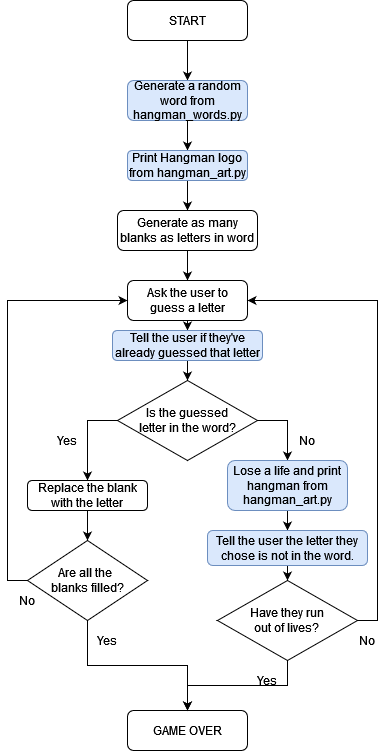 START
Generate a random
word from
hangman_words.py
Print Hangman logo
from hangman_art.py
Generate as many
blanks as letters in word
Ask the user to
guess a letter
Tell the user if they've
already guessed that letter
Is the guessed
letter in the word?
Yes
No
Replace the blank
with the letter
Lose a life and print
hangman from
hangman_art.py
Tell the user the letter they
chose is not in the word.
Are all the
blanks filled?
No
Yes
Have they run
out of lives?
No
Yes
GAME OVER